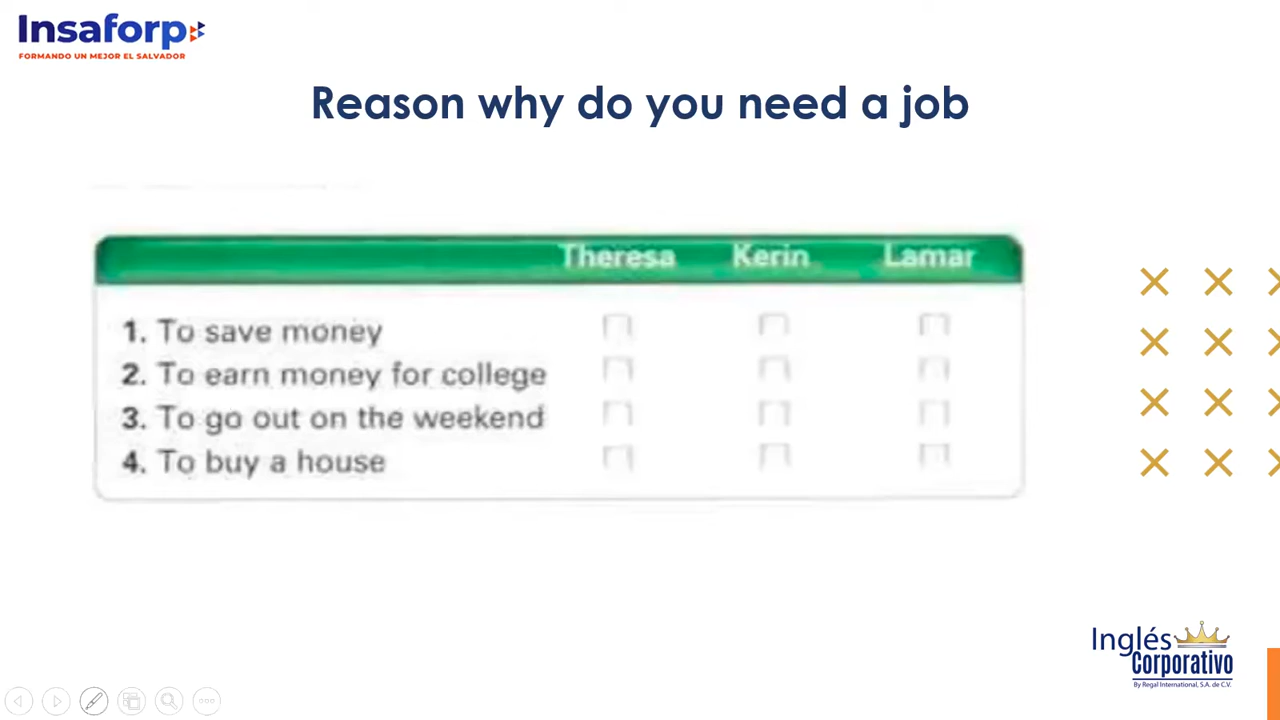 Insaforp
FORMANDO UN MEJOR EL SALVADOR
Reason why do you need a job
Theresa Kerin Lamar
1. To save money
2. To earn money for college
3. To go out on the weekend
4. To buy a house
Inglés
Corporativo
By Regal International, S.A. de C.V.